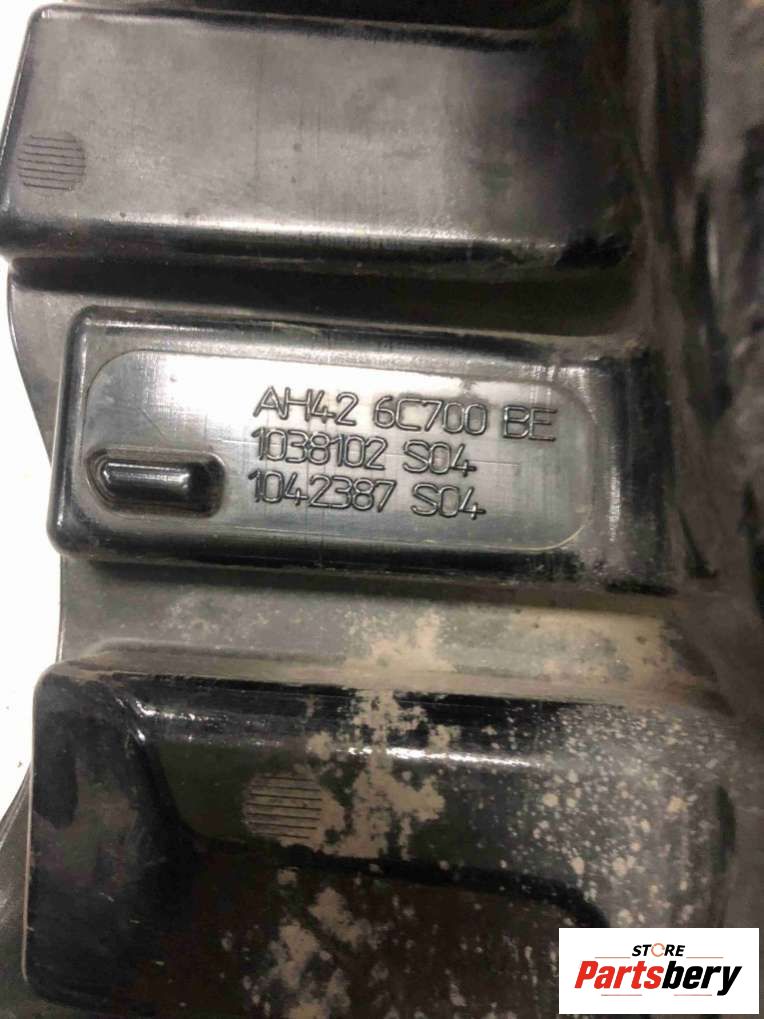 AH42 6C700 BE
1038102 S04
1042387 S04
STORE
Partsbery